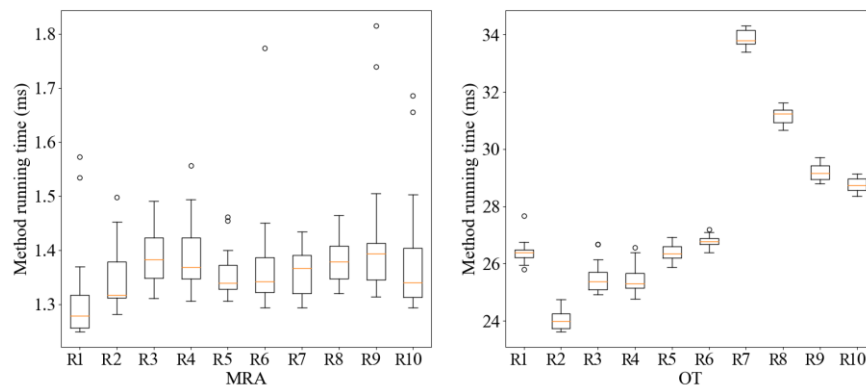 Method running time (ms)
1.8
1.7
1.6
1.5
1.4
1.3
R1 R2 R3 R4 R5 R6 R7 R8 R9 R10
MRA
Method running time (ms)
34
32
30
28
26
24
R1 R2 R3 R4 R5 R6 R7 R8 R9 R10
OT